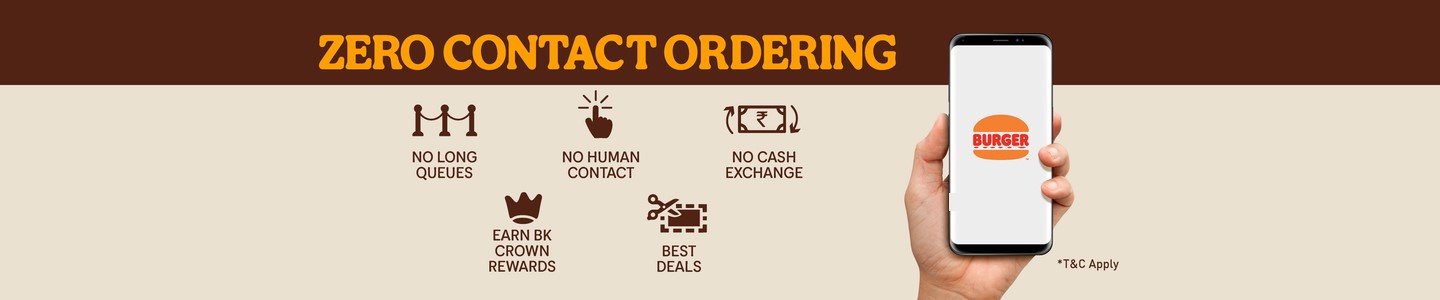 ZERO CONTACT ORDERING
NO LONG
QUEUES
NO HUMAN
CONTACT
₹
NO CASH
EXCHANGE
EARN BK
CROWN
REWARDS
BEST
DEALS
BURGER
*T&C Apply